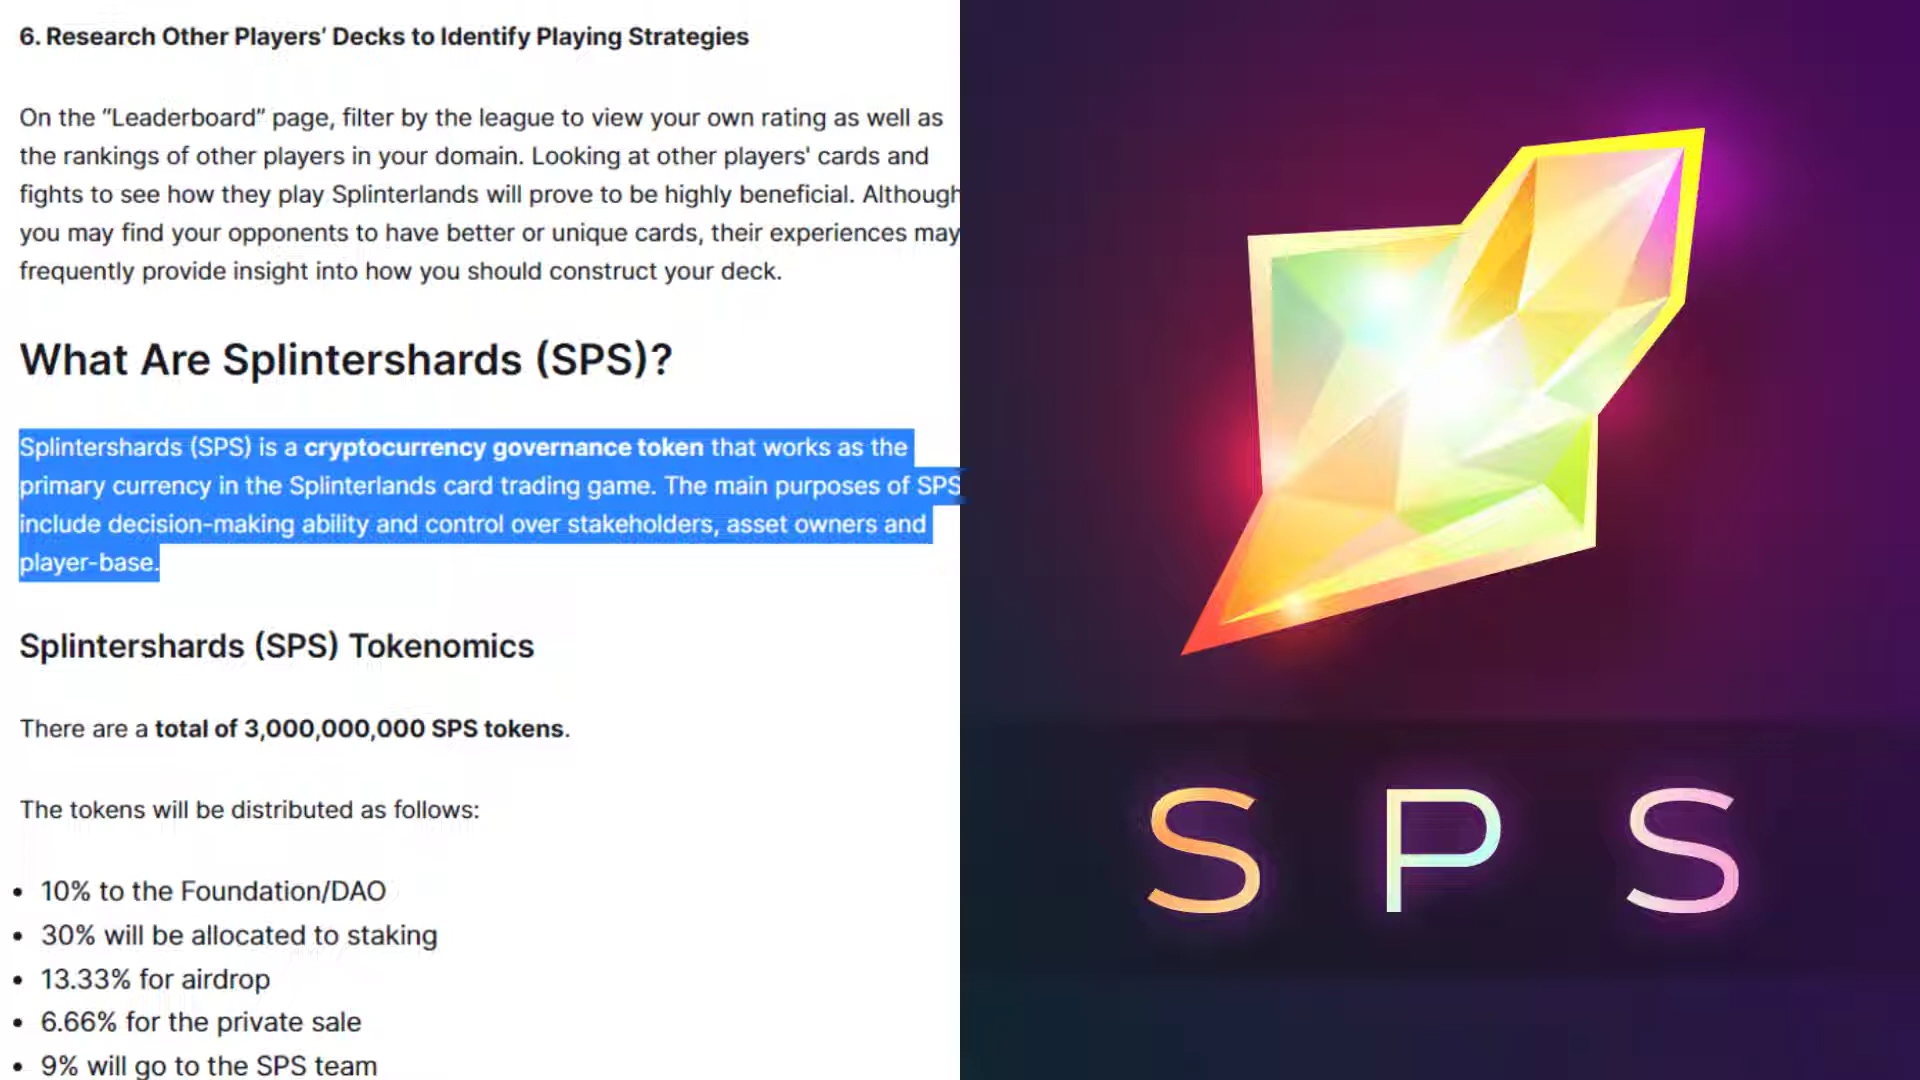 6. Research Other Players’ Decks to Identify Playing Strategies
On the “Leaderboard” page, filter by the league to view your own rating as well as
the rankings of other players in your domain. Looking at other players' cards and
fights to see how they play Splinterlands will prove to be highly beneficial. Although
you may find your opponents to have better or unique cards, their experiences may
frequently provide insight into how you should construct your deck.
What Are Splintershards (SPS)?
Splintershards (SPS) is a cryptocurrency governance token that works as the
primary currency in the Splinterlands card trading game. The main purposes of SPS
include decision-making ability and control over stakeholders, asset owners and
player-base.
Splintershards (SPS) Tokenomics
There are a total of 3,000,000,000 SPS tokens.
The tokens will be distributed as follows:
• 10% to the Foundation/DAO
• 30% will be allocated to staking
• 13.33% for airdrop
• 6.66% for the private sale
• 9% will go to the SPS team
SPS